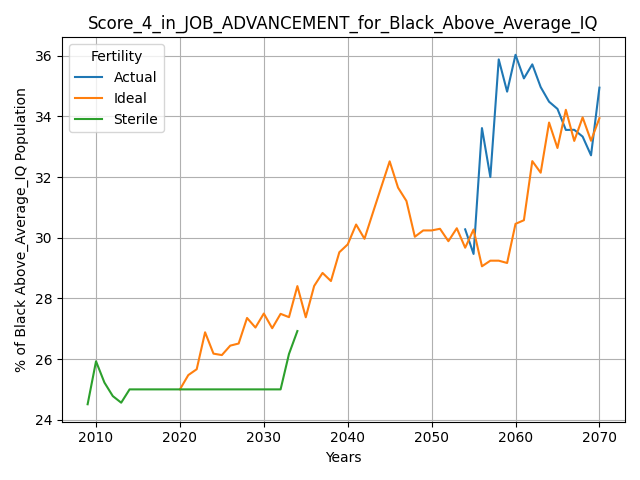 Score_4_in_JOB_ADVANCEMENT_for_Black_Above_Average_IQ
Fertility
Actual
Ideal
Sterile
% of Black Above_Average_IQ Population
36
34
32
30
28
26
24
2010
2020
2030
2040
2050
2060
2070
Years